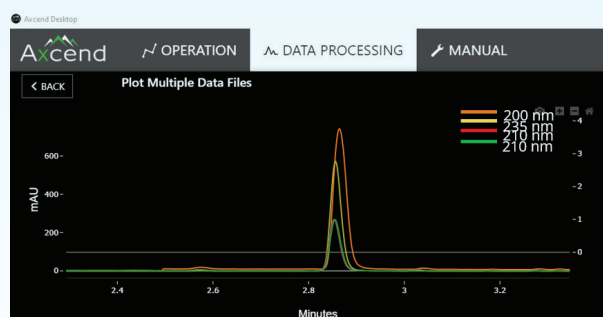 Axcend Desktop
Axcend
OPERATION
DATA PROCESSING
MANUAL
< BACK
Plot Multiple Data Files
200 nm
235 nm
210 nm
210 nm
600-
400-
200-
0-
mAU
-4
-3
-2
-1
-0
2.4
2.6
2.8
3
3.2
Minutes